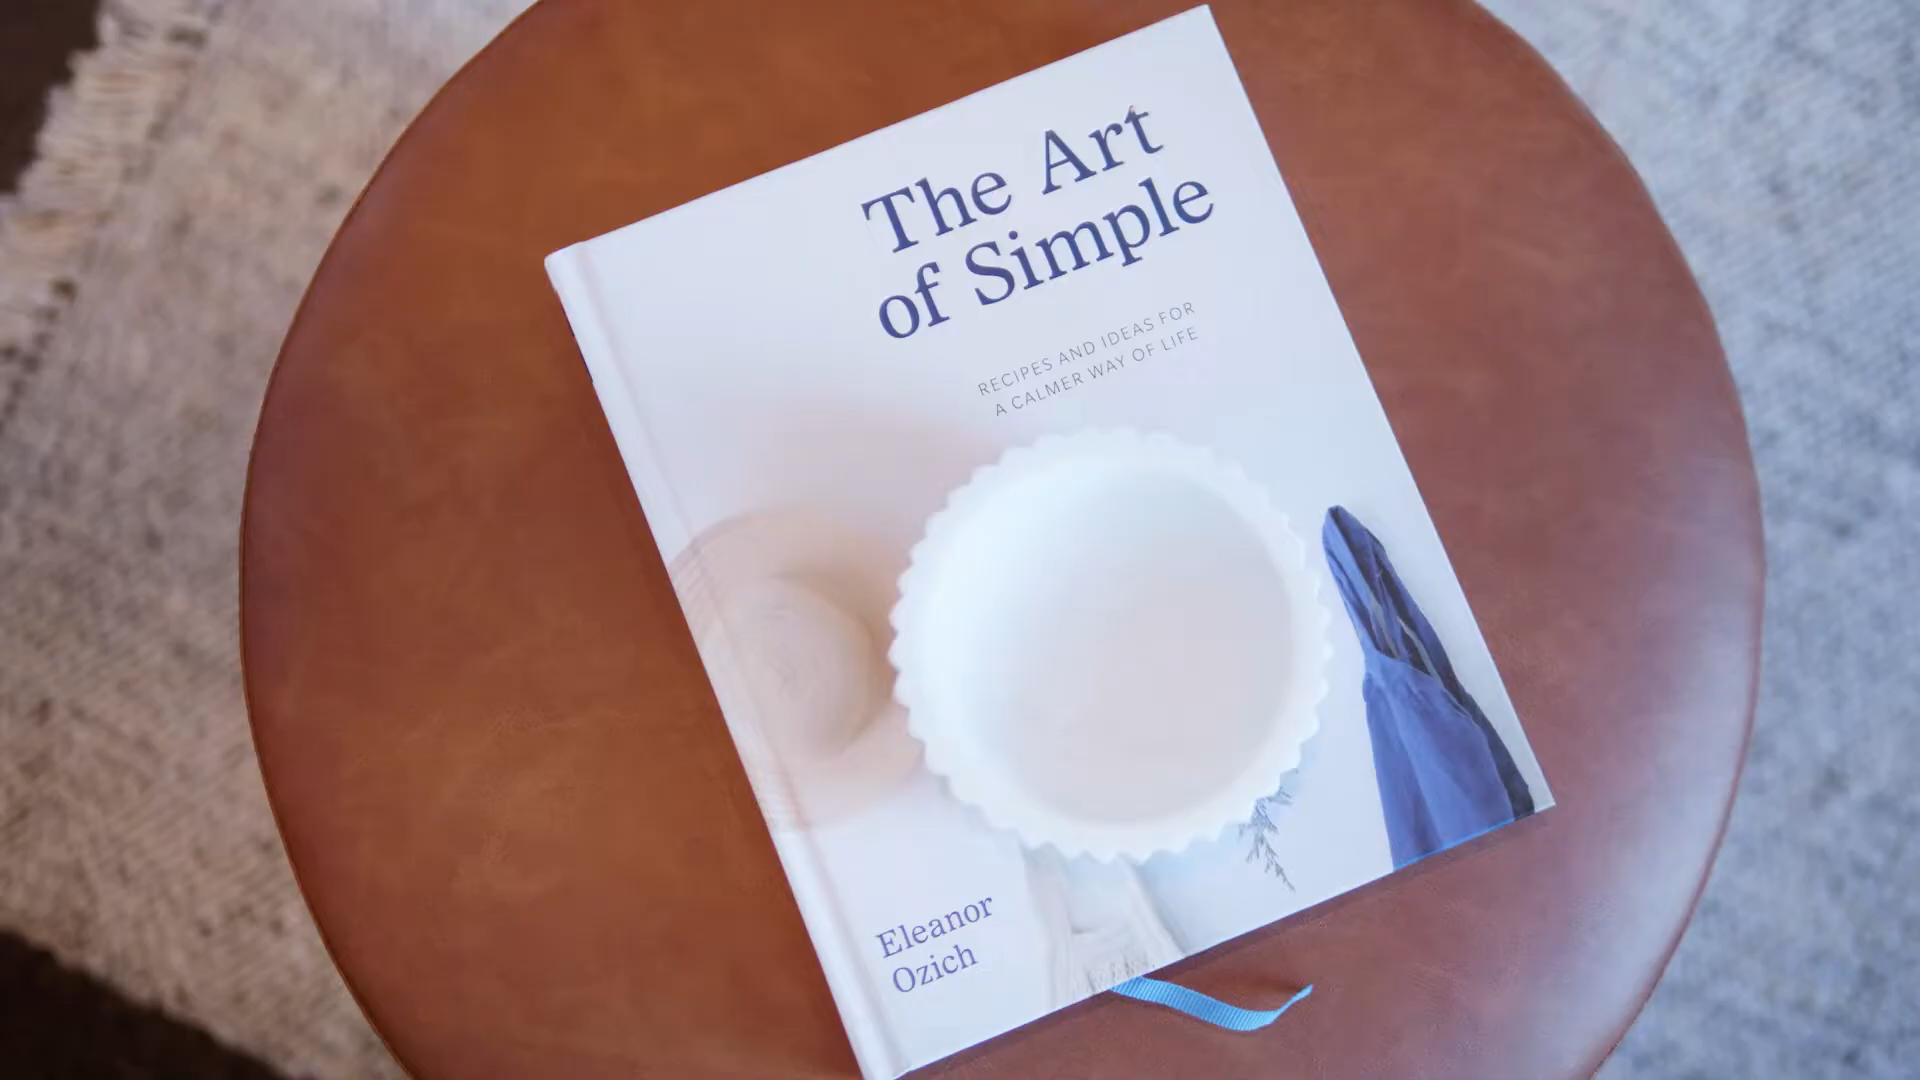 The Art
of Simple
RECIPES AND IDEAS FOR
A CALMER WAY OF LIFE
Eleanor
Ozich